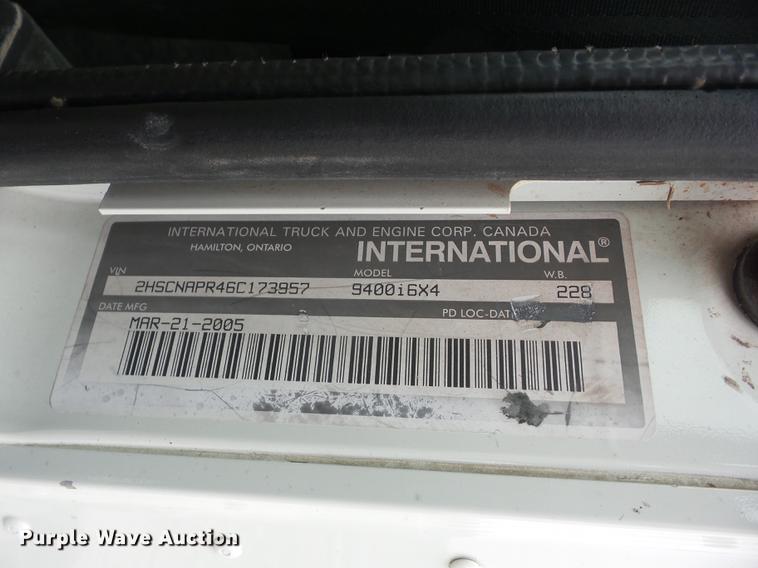 INTERNATIONAL TRUCK AND ENGINE CORP. CANADA
HAMILTON, ONTARIO
INTERNATIONAL®
VIN MODEL W.B.
2HSCNAPR46C173957 9400i6X4 228
DATE MFG PD LOC-DAT
MAR-21-2005
Purple Wave Auction